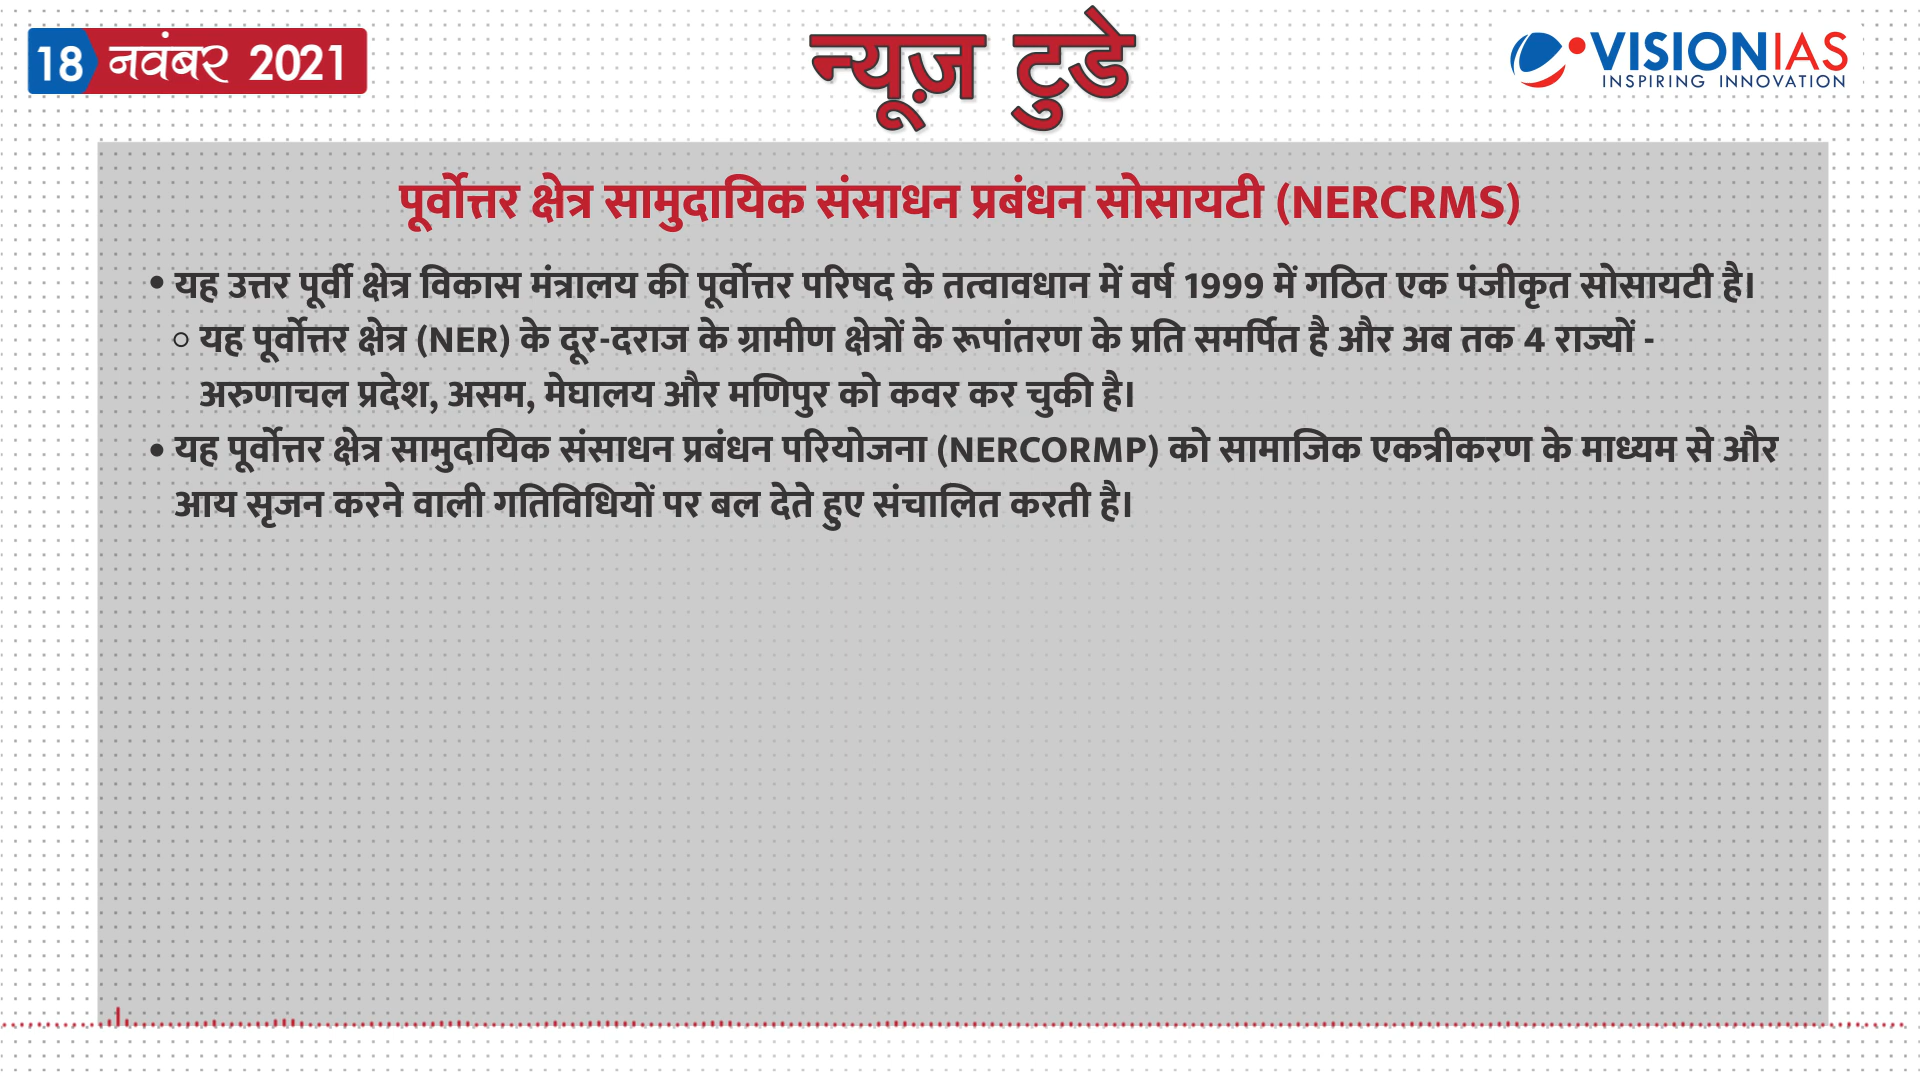 18 नवंबर 2021
न्यूज़ टुडे
VISIONIAS
INSPIRING INNOVATION
पूर्वोत्तर क्षेत्र सामुदायिक संसाधन प्रबंधन सोसायटी (NERCRMS)
• यह उत्तर पूर्वी क्षेत्र विकास मंत्रालय की पूर्वोत्तर परिषद के तत्वावधान में वर्ष 1999 में गठित एक पंजीकृत सोसायटी है।
○ यह पूर्वोत्तर क्षेत्र (NER) के दूर-दराज के ग्रामीण क्षेत्रों के रूपांतरण के प्रति समर्पित है और अब तक 4 राज्यों -
अरुणाचल प्रदेश, असम, मेघालय और मणिपुर को कवर कर चुकी है।
• यह पूर्वोत्तर क्षेत्र सामुदायिक संसाधन प्रबंधन परियोजना (NERCORMP) को सामाजिक एकत्रीकरण के माध्यम से और
आय सृजन करने वाली गतिविधियों पर बल देते हुए संचालित करती है।